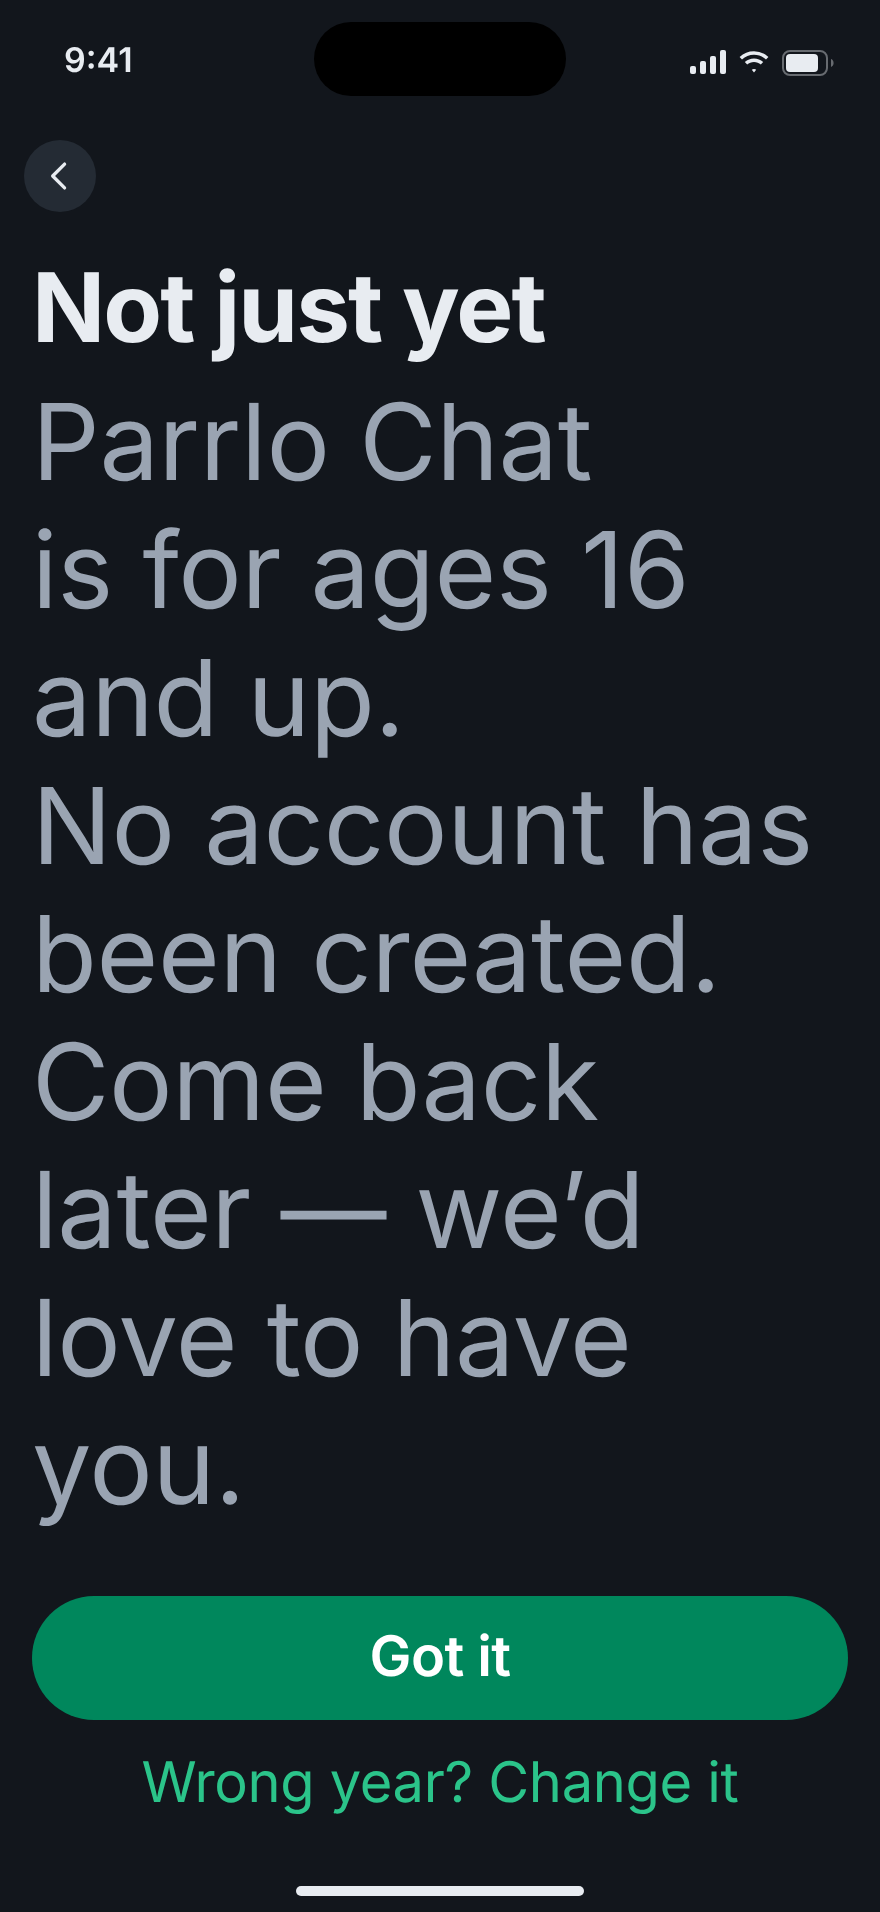 9:41
Not just yet
Parrlo Chat
is for ages 16
and up.
No account has
been created.
Come back
later — we’d
love to have
you.
Got it
Wrong year? Change it